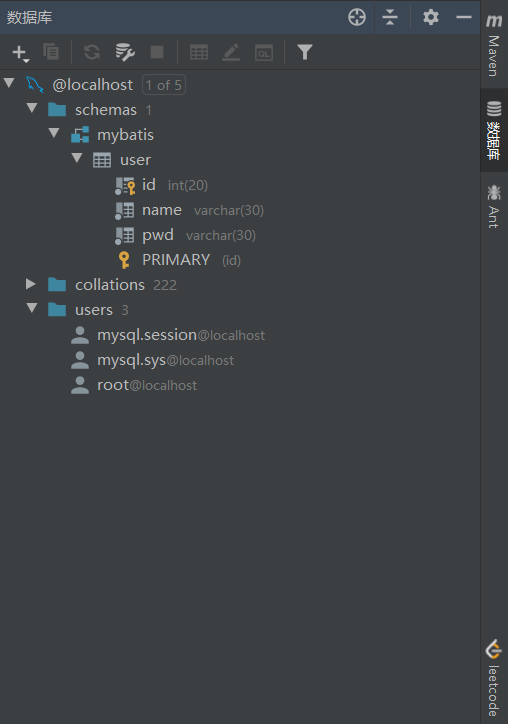 数据库
QL
@localhost 1 of 5
schemas 1
mybatis
user
id int(20)
name varchar(30)
pwd varchar(30)
PRIMARY (id)
collations 222
users 3
mysql.session@localhost
mysql.sys@localhost
root@localhost
m
Maven
数据库
Ant
leetcode